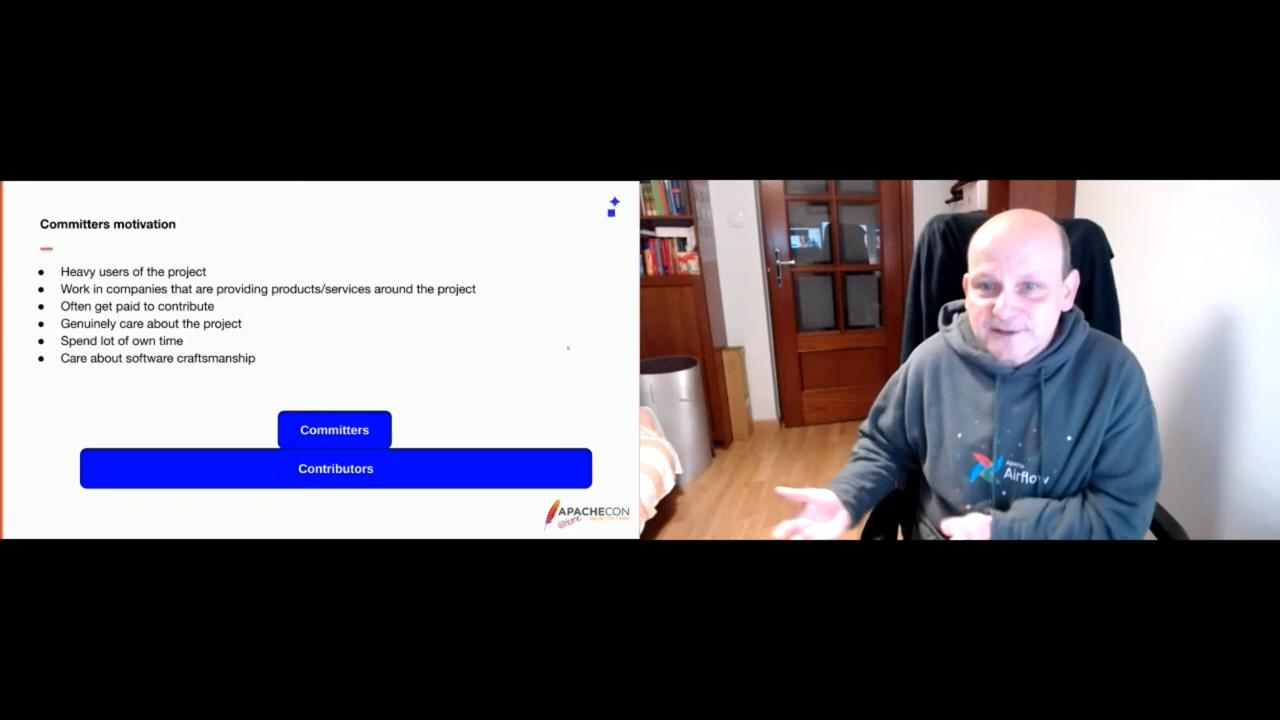 Committers motivation
● Heavy users of the project
● Work in companies that are providing products/services around the project
● Often get paid to contribute
● Genuinely care about the project
● Spend lot of own time
● Care about software craftsmanship
Committers
Contributors
APACHECON
@Home
Apache
Airflow